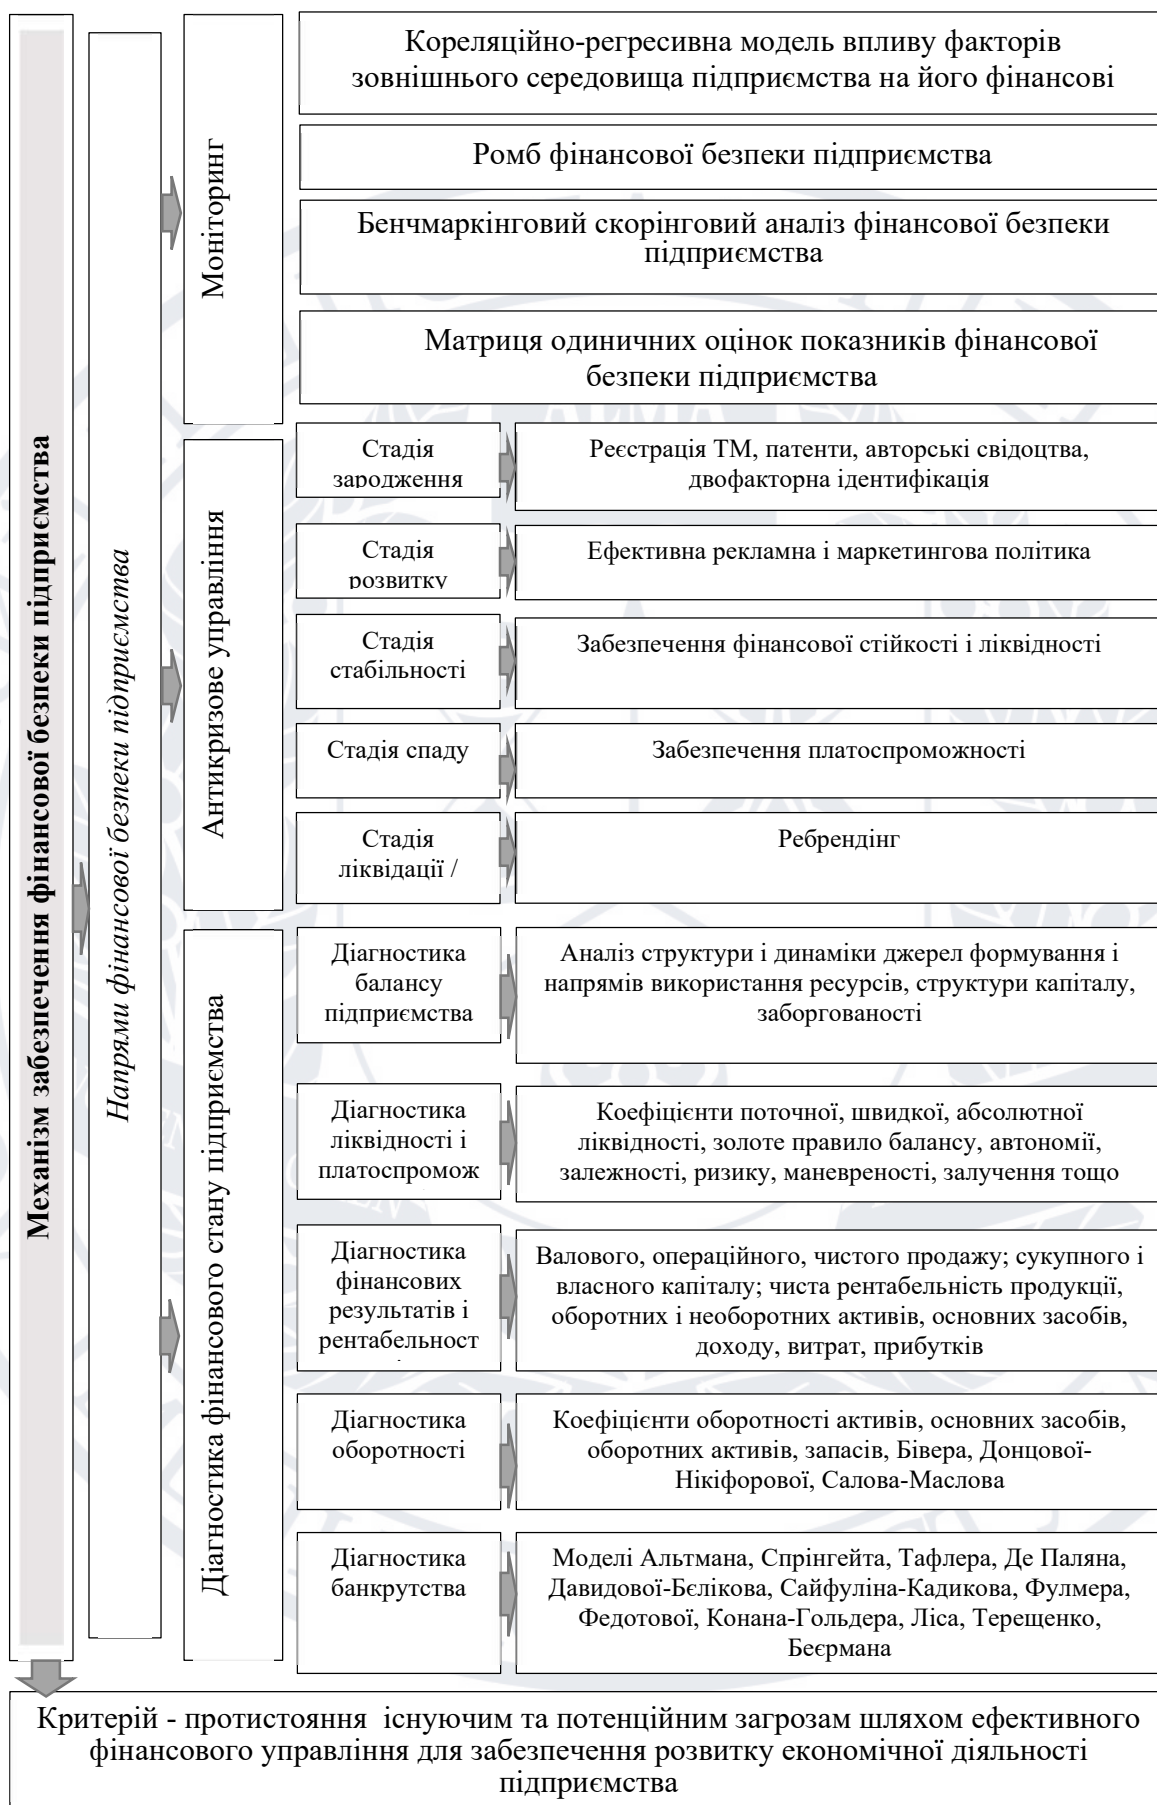 Механізм забезпечення фінансової безпеки підприємства
Напрями фінансової безпеки підприємства
Моніторинг
Кореляційно-регресивна модель впливу факторів
зовнішнього середовища підприємства на його фінансові
Ромб фінансової безпеки підприємства
Бенчмаркінговий скорінговий аналіз фінансової безпеки
підприємства
Матриця одиничних оцінок показників фінансової
безпеки підприємства
Антикризове управління
Стадія
зародження
Реєстрація ТМ, патенти, авторські свідоцтва,
двофакторна ідентифікація
Стадія
розвитку
Ефективна рекламна і маркетингова політика
Стадія
стабільності
Забезпечення фінансової стійкості і ліквідності
Стадія спаду
Забезпечення платоспроможності
Стадія
ліквідації /
Ребрендінг
Діагностика фінансового стану підприємства
Діагностика
балансу
підприємства
Аналіз структури і динаміки джерел формування і
напрямів використання ресурсів, структури капіталу,
заборгованості
Діагностика
ліквідності і
платоспромож
Коефіцієнти поточної, швидкої, абсолютної
ліквідності, золоте правило балансу, автономії,
залежності, ризику, маневреності, залучення тощо
Діагностика
фінансових
результатів і
рентабельност
Валового, операційного, чистого продажу; сукупного і
власного капіталу; чиста рентабельність продукції,
оборотних і необоротних активів, основних засобів,
доходу, витрат, прибутків
Діагностика
оборотності
Коефіцієнти оборотності активів, основних засобів,
оборотних активів, запасів, Бівера, Донцової-
Нікіфорової, Салова-Маслова
Діагностика
банкрутства
Моделі Альтмана, Спрінгейта, Тафлера, Де Паляна,
Давидової-Бєлікова, Сайфуліна-Кадикова, Фулмера,
Федотової, Конана-Гольдера, Ліса, Терещенко,
Беєрмана
Критерій - протистояння існуючим та потенційним загрозам шляхом ефективного
фінансового управління для забезпечення розвитку економічної діяльності
підприємства